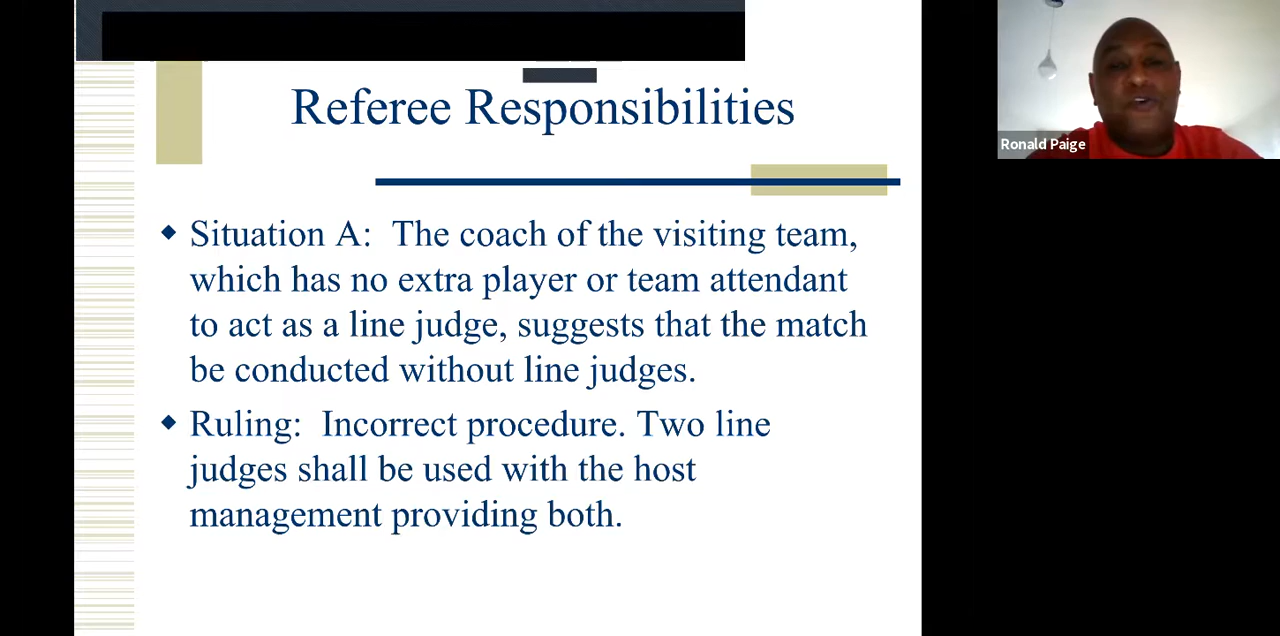 Referee Responsibilities
Ronald Paige
Situation A:  The coach of the visiting team,
which has no extra player or team attendant
to act as a line judge, suggests that the match
be conducted without line judges.
Ruling:  Incorrect procedure. Two line
judges shall be used with the host
management providing both.